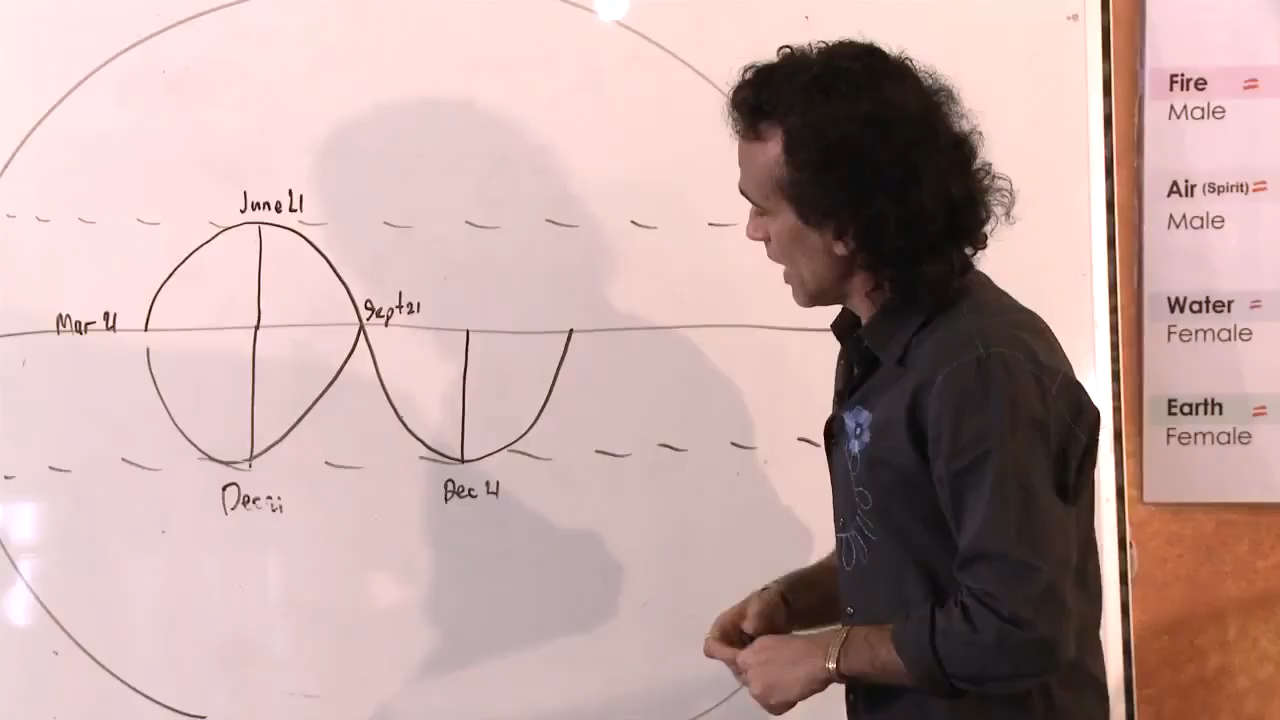 June 21
Mar 21
Sept 21
Dec 21
Dec 21
Fire =
Male
Air (Spirit) =
Male
Water =
Female
Earth =
Female